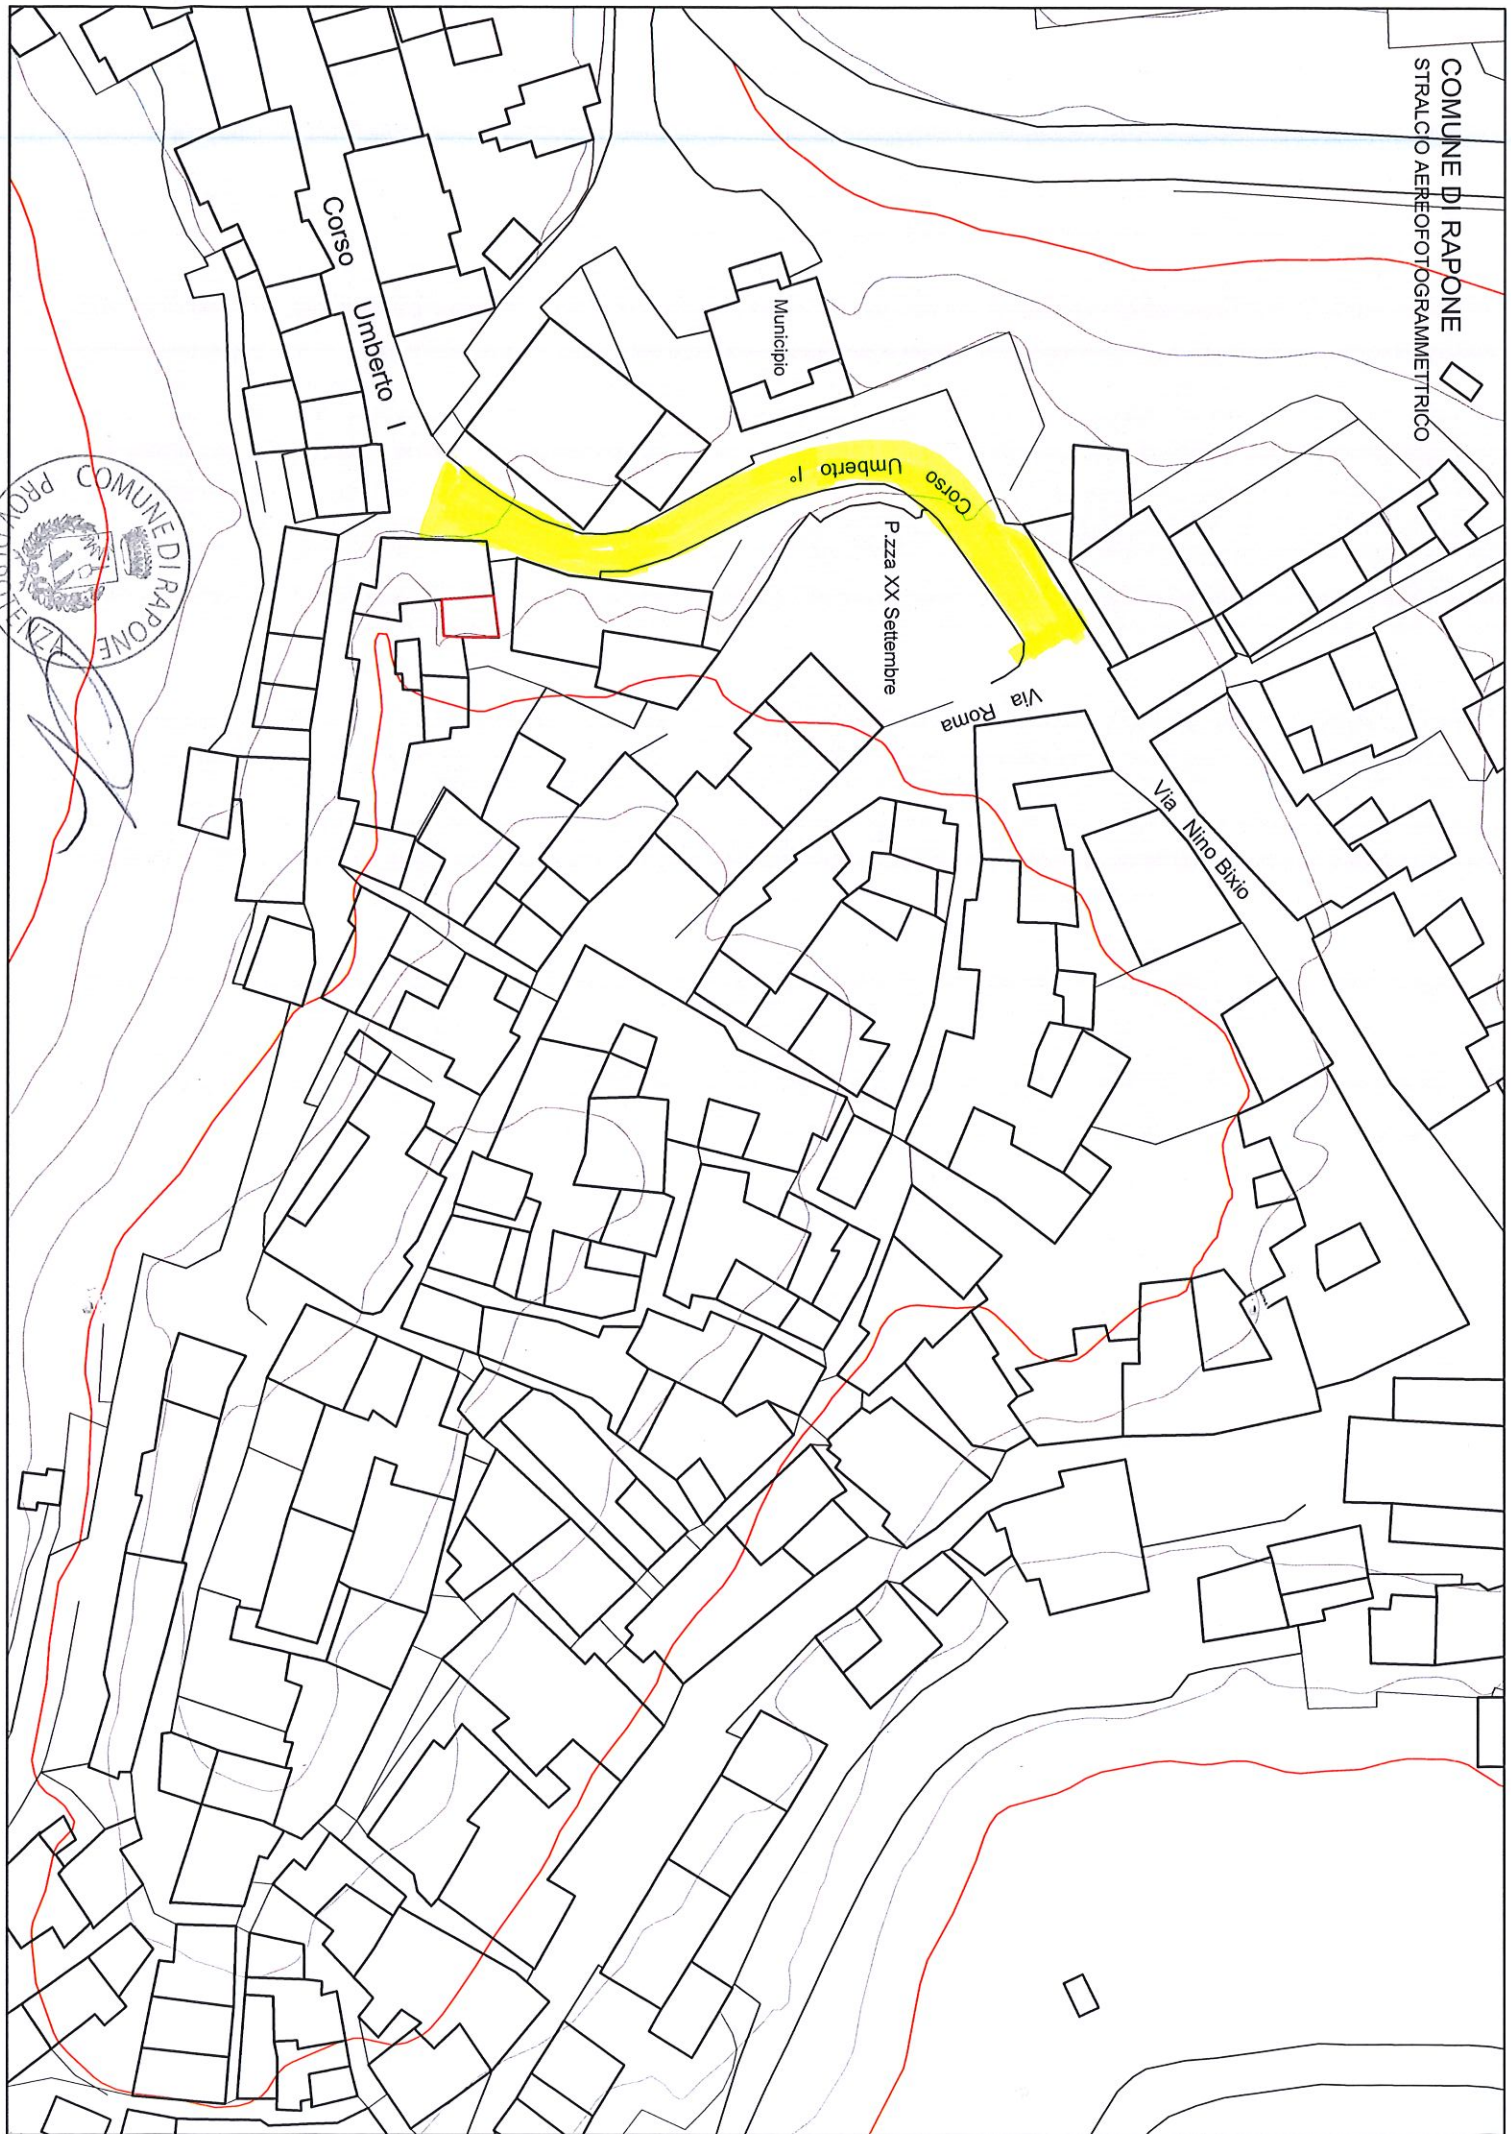 COMUNE DI RAPONE
STRALCIO AEREOFOTOGRAMMETRICO
Municipio
Corso Umberto I°
P.zza XX Settembre
Via Roma
Via Nino Bixio
Corso Umberto I
COMUNE DI RAPONE